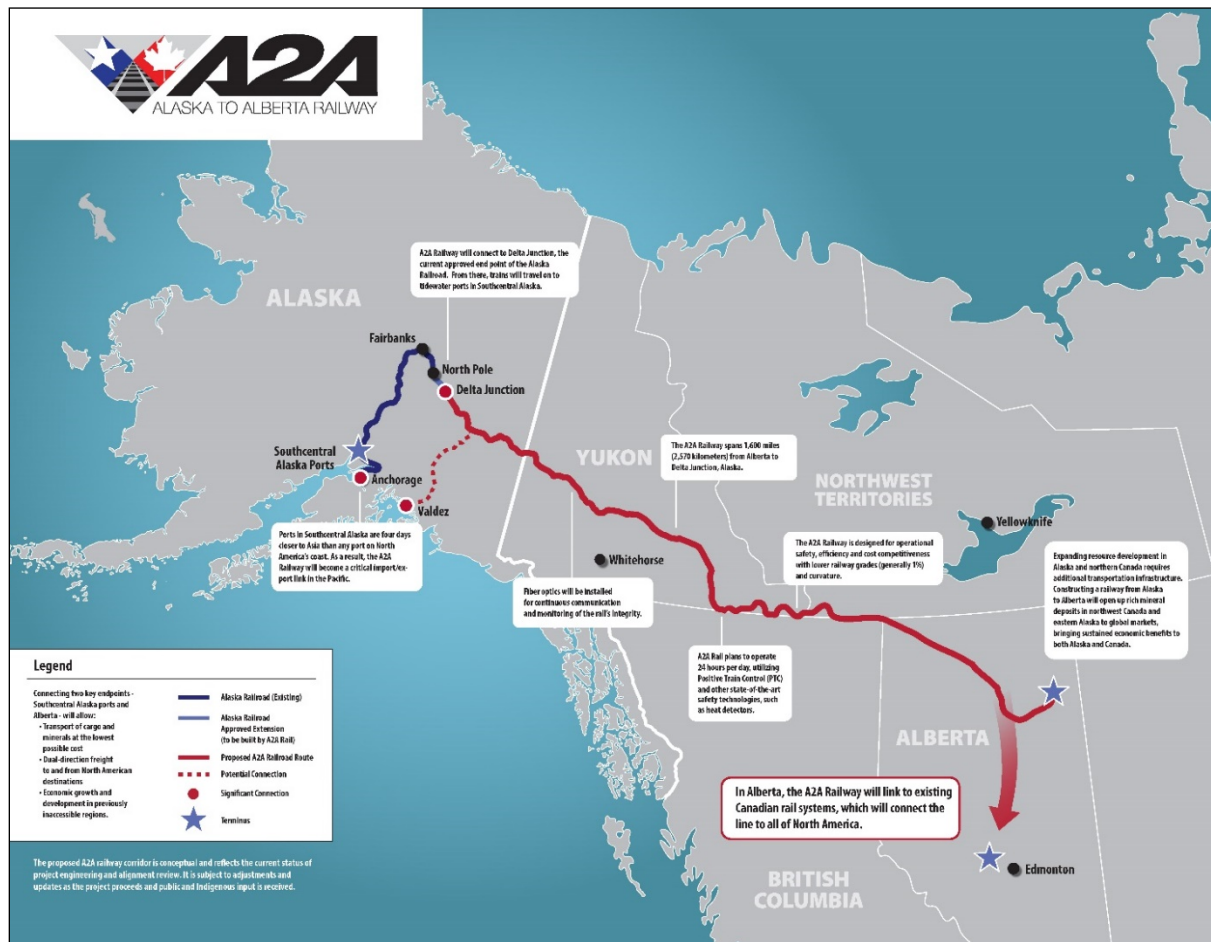 A2A
ALASKA TO ALBERTA RAILWAY
A2A Railway will connect to Delta Junction, the
current approved end point of the Alaska
Railroad. From there, trains will travel on to
tidewater ports in Southcentral Alaska.
ALASKA
Fairbanks
North Pole
Delta Junction
Southcentral
Alaska Ports
Anchorage
Valdez
Ports in Southcentral Alaska are four days
closer to Asia than any port on North
America's coast. As a result, the A2A
Railway will become a critical import/ex-
port link in the Pacific.
YUKON
The A2A Railway spans 1,600 miles
(2,570 kilometers) from Alberta to
Delta Junction, Alaska.
NORTHWEST
TERRITORIES
Yellowknife
Whitehorse
The A2A Railway is designed for operational
safety, efficiency and cost competitiveness
with lower railway grades (generally 1%)
and curvature.
Expanding resource development in
Alaska and northern Canada requires
additional transportation infrastructure.
Constructing a railway from Alaska
to Alberta will open up rich mineral
deposits in northwest Canada and
eastern Alaska to global markets,
bringing sustained economic benefits to
both Alaska and Canada.
Fiber optics will be installed
for continuous communication
and monitoring of the rail's integrity.
A2A Rail plans to operate
24 hours per day, utilizing
Positive Train Control (PTC)
and other state-of-the-art
safety technologies, such
as heat detectors.
ALBERTA
In Alberta, the A2A Railway will link to existing
Canadian rail systems, which will connect the
line to all of North America.
Edmonton
BRITISH
COLUMBIA
Legend
Connecting two key endpoints -
Southcentral Alaska ports and
Alberta - will allow:
• Transport of cargo and
minerals at the lowest
possible cost
• Dual-direction freight
to and from North American
destinations
• Economic growth and
development in previously
inaccessible regions.
Alaska Railroad (Existing)
Alaska Railroad
Approved Extension
(to be built by A2A Rail)
Proposed A2A Railroad Route
Potential Connection
Significant Connection
Terminus
The proposed A2A railway corridor is conceptual and reflects the current status of
project engineering and alignment review. It is subject to adjustments and
updates as the project proceeds and public and Indigenous input is received.